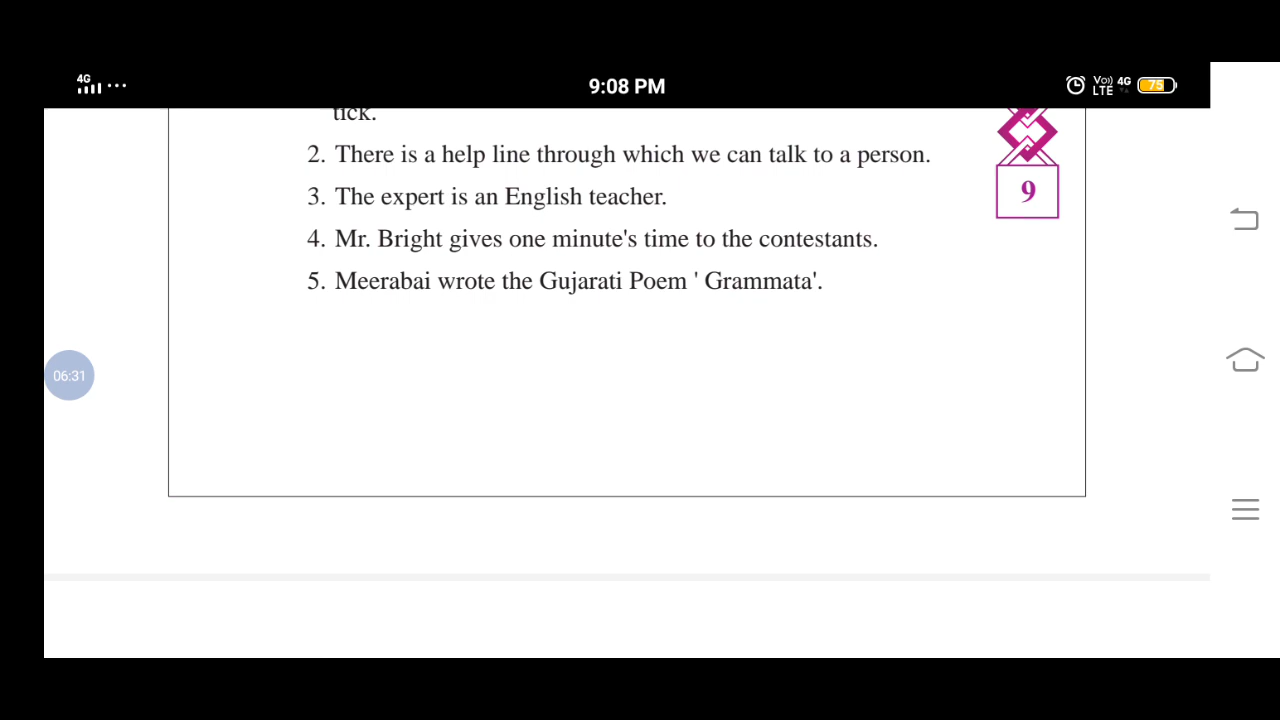 4G
9:08 PM
Vo)) 4G
LTE
75
tick.
2. There is a help line through which we can talk to a person.
9
3. The expert is an English teacher.
4. Mr. Bright gives one minute's time to the contestants.
5. Meerabai wrote the Gujarati Poem ' Grammata'.
06:31